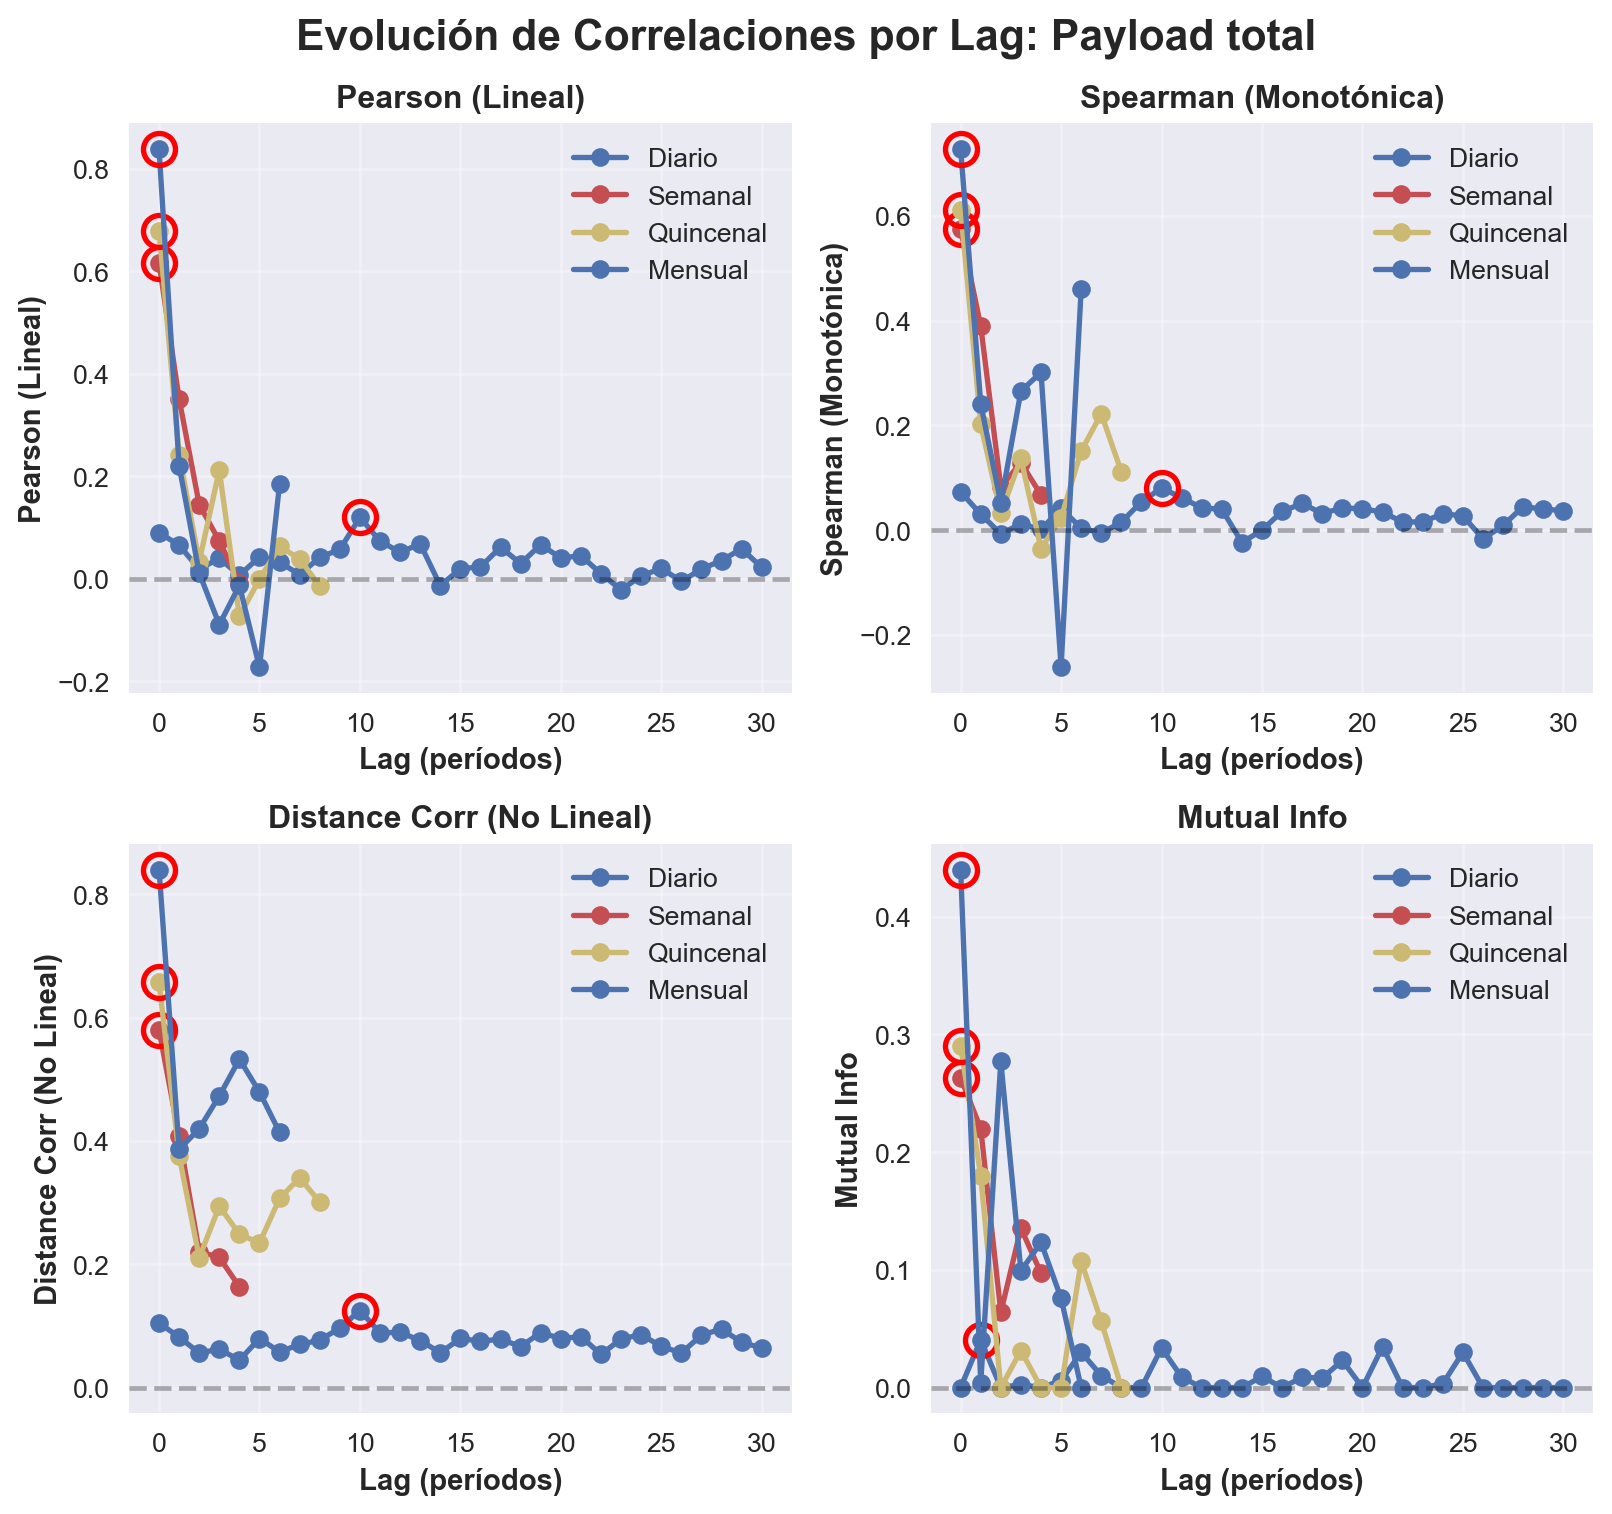 Evolución de Correlaciones por Lag: Payload total
Pearson (Lineal)
Pearson (Lineal)
0.8
0.6
0.4
0.2
0.0
−0.2
Diario
Semanal
Quincenal
Mensual
0 5 10 15 20 25 30
Lag (períodos)
Spearman (Monotónica)
Spearman (Monotónica)
0.6
0.4
0.2
0.0
−0.2
Diario
Semanal
Quincenal
Mensual
0 5 10 15 20 25 30
Lag (períodos)
Distance Corr (No Lineal)
Distance Corr (No Lineal)
0.8
0.6
0.4
0.2
0.0
Diario
Semanal
Quincenal
Mensual
0 5 10 15 20 25 30
Lag (períodos)
Mutual Info
Mutual Info
0.4
0.3
0.2
0.1
0.0
Diario
Semanal
Quincenal
Mensual
0 5 10 15 20 25 30
Lag (períodos)